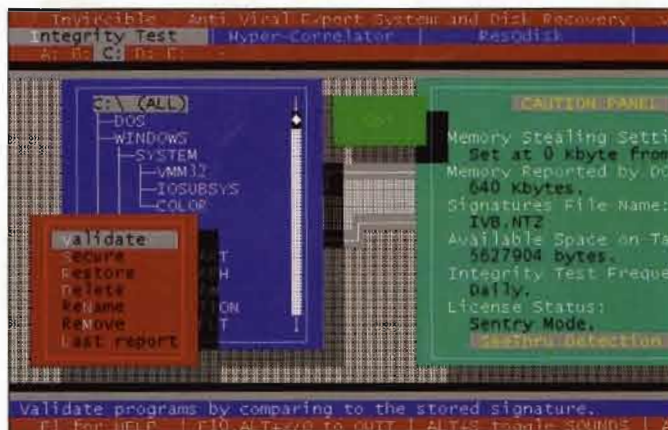 Invircible Anti Viral Expert System and Disk Recovery
Integrity Test | Hyper-Correlator | ResQdisk |
A: B: C: D: E:
C:\ (ALL)
DOS
WINDOWS
SYSTEM
VMM32
IOSUBSYS
COLOR
Validate
Secure
Restore
Delete
ReName
ReMove
Last report
CAUTION PANEL
Memory Stealing Setti
Set at 0 Kbyte from
Memory Reported by DO
640 Kbytes.
Signatures File Name:
IVB.NTZ
Available Space on Ta
5627904 bytes.
Integrity Test Freque
Daily.
License Status:
Sentry Mode.
SeeThru Detection
Validate programs by comparing to the stored signature.
F1 for HELP | F10 ALT+X/Q to QUIT | ALT+S toggle SOUNDS |